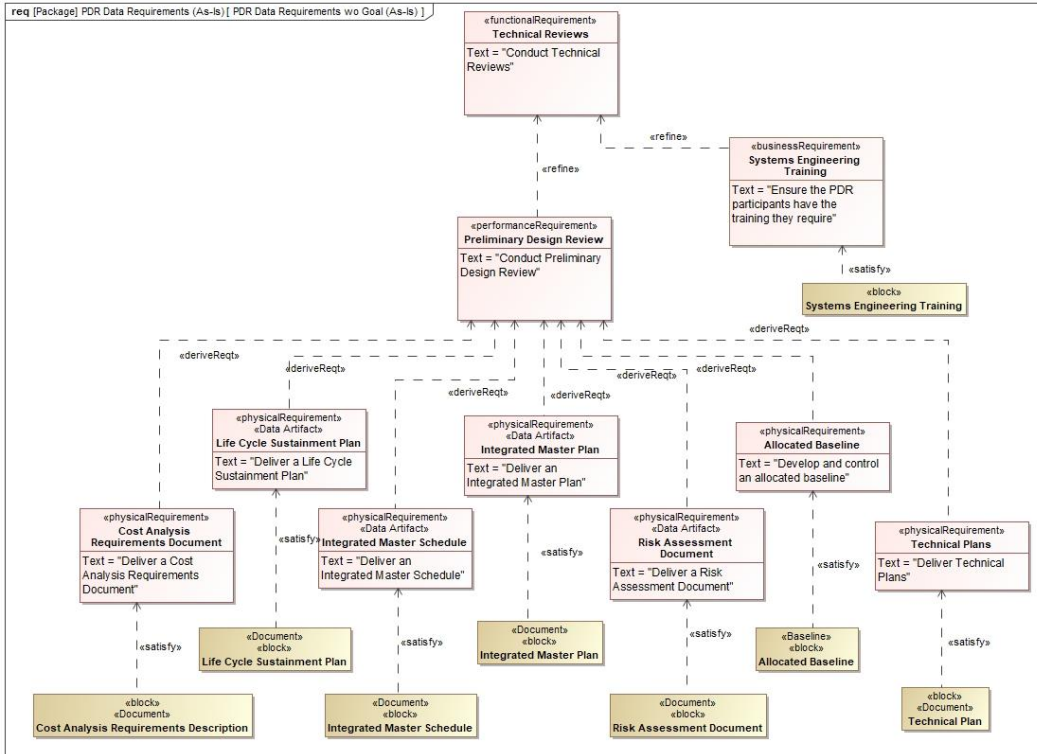 req [Package] PDR Data Requirements (As-Is) [ PDR Data Requirements wo Goal (As-Is) ]
«functionalRequirement»
Technical Reviews
Text = "Conduct Technical
Reviews"
«refine»
«refine»
«businessRequirement»
Systems Engineering
Training
Text = "Ensure the PDR
participants have the
training they require"
«satisfy»
«block»
Systems Engineering Training
«performanceRequirement»
Preliminary Design Review
Text = "Conduct Preliminary
Design Review"
«deriveReqt»
«deriveReqt»
«deriveReqt»
«deriveReqt»
«deriveReqt»
«deriveReqt»
«deriveReqt»
«physicalRequirement»
«Data Artifact»
Life Cycle Sustainment Plan
Text = "Deliver a Life Cycle
Sustainment Plan"
«physicalRequirement»
«Data Artifact»
Integrated Master Plan
Text = "Deliver an
Integrated Master Plan"
«physicalRequirement»
Allocated Baseline
Text = "Develop and control
an allocated baseline"
«physicalRequirement»
Cost Analysis
Requirements Document
Text = "Deliver a Cost
Analysis Requirements
Document"
«physicalRequirement»
«Data Artifact»
Integrated Master Schedule
Text = "Deliver an
Integrated Master Schedule"
«physicalRequirement»
«Data Artifact»
Risk Assessment
Document
Text = "Deliver a Risk
Assessment Document"
«physicalRequirement»
Technical Plans
Text = "Deliver Technical
Plans"
«satisfy»
«satisfy»
«satisfy»
«satisfy»
«satisfy»
«satisfy»
«satisfy»
«Document»
«block»
Life Cycle Sustainment Plan
«Document»
«block»
Integrated Master Plan
«Baseline»
«block»
Allocated Baseline
«block»
«Document»
Cost Analysis Requirements Description
«Document»
«block»
Integrated Master Schedule
«Document»
«block»
Risk Assessment Document
«block»
«Document»
Technical Plan